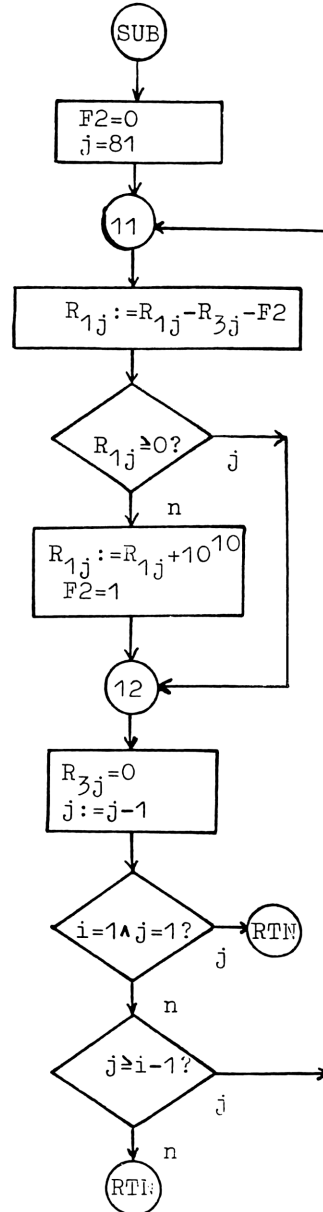 SUB
F2=0
j=81
11
R1j:=R1j-R3j-F2
R1j≥0?
j
n
R1j:=R1j+10^10
F2=1
12
R3j=0
j:=j-1
i=1∧j=1?
RTN
j
n
j≥i-1?
j
n
RTN